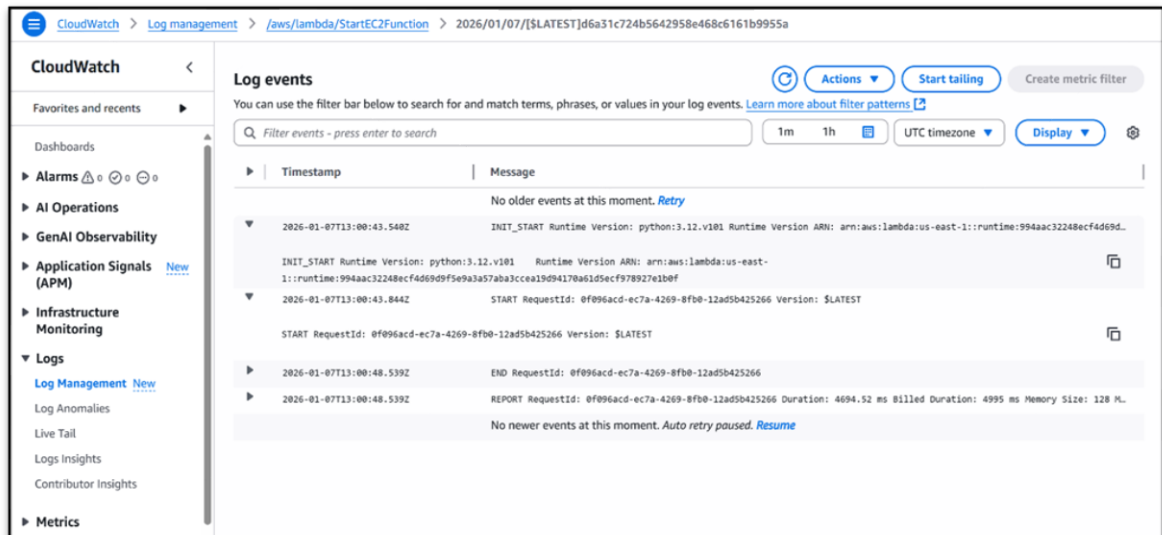 CloudWatch > Log management > /aws/lambda/StartEC2Function > 2026/01/07/[$LATEST]d6a31c724b5642958e468c6161b9955a
CloudWatch
Favorites and recents
Dashboards
Alarms 0 0 0
AI Operations
GenAI Observability
Application Signals New
(APM)
Infrastructure
Monitoring
Logs
Log Management New
Log Anomalies
Live Tail
Logs Insights
Contributor Insights
Metrics
Log events
Actions
Start tailing
Create metric filter
You can use the filter bar below to search for and match terms, phrases, or values in your log events. Learn more about filter patterns
Filter events - press enter to search
1m 1h
UTC timezone
Display
Timestamp Message
No older events at this moment. Retry
2026-01-07T13:00:43.540Z INIT_START Runtime Version: python:3.12.v101 Runtime Version ARN: arn:aws:lambda:us-east-1::runtime:994aac32248ecf4d69d…
INIT_START Runtime Version: python:3.12.v101 Runtime Version ARN: arn:aws:lambda:us-east-
1::runtime:994aac32248ecf4d69d9f5e9a3a57aba3ccea19d94170a61d5ecf978927e1b0f
2026-01-07T13:00:43.844Z START RequestId: 0f096acd-ec7a-4269-8fb0-12ad5b425266 Version: $LATEST
START RequestId: 0f096acd-ec7a-4269-8fb0-12ad5b425266 Version: $LATEST
2026-01-07T13:00:48.539Z END RequestId: 0f096acd-ec7a-4269-8fb0-12ad5b425266
2026-01-07T13:00:48.539Z REPORT RequestId: 0f096acd-ec7a-4269-8fb0-12ad5b425266 Duration: 4694.52 ms Billed Duration: 4995 ms Memory Size: 128 M…
No newer events at this moment. Auto retry paused. Resume